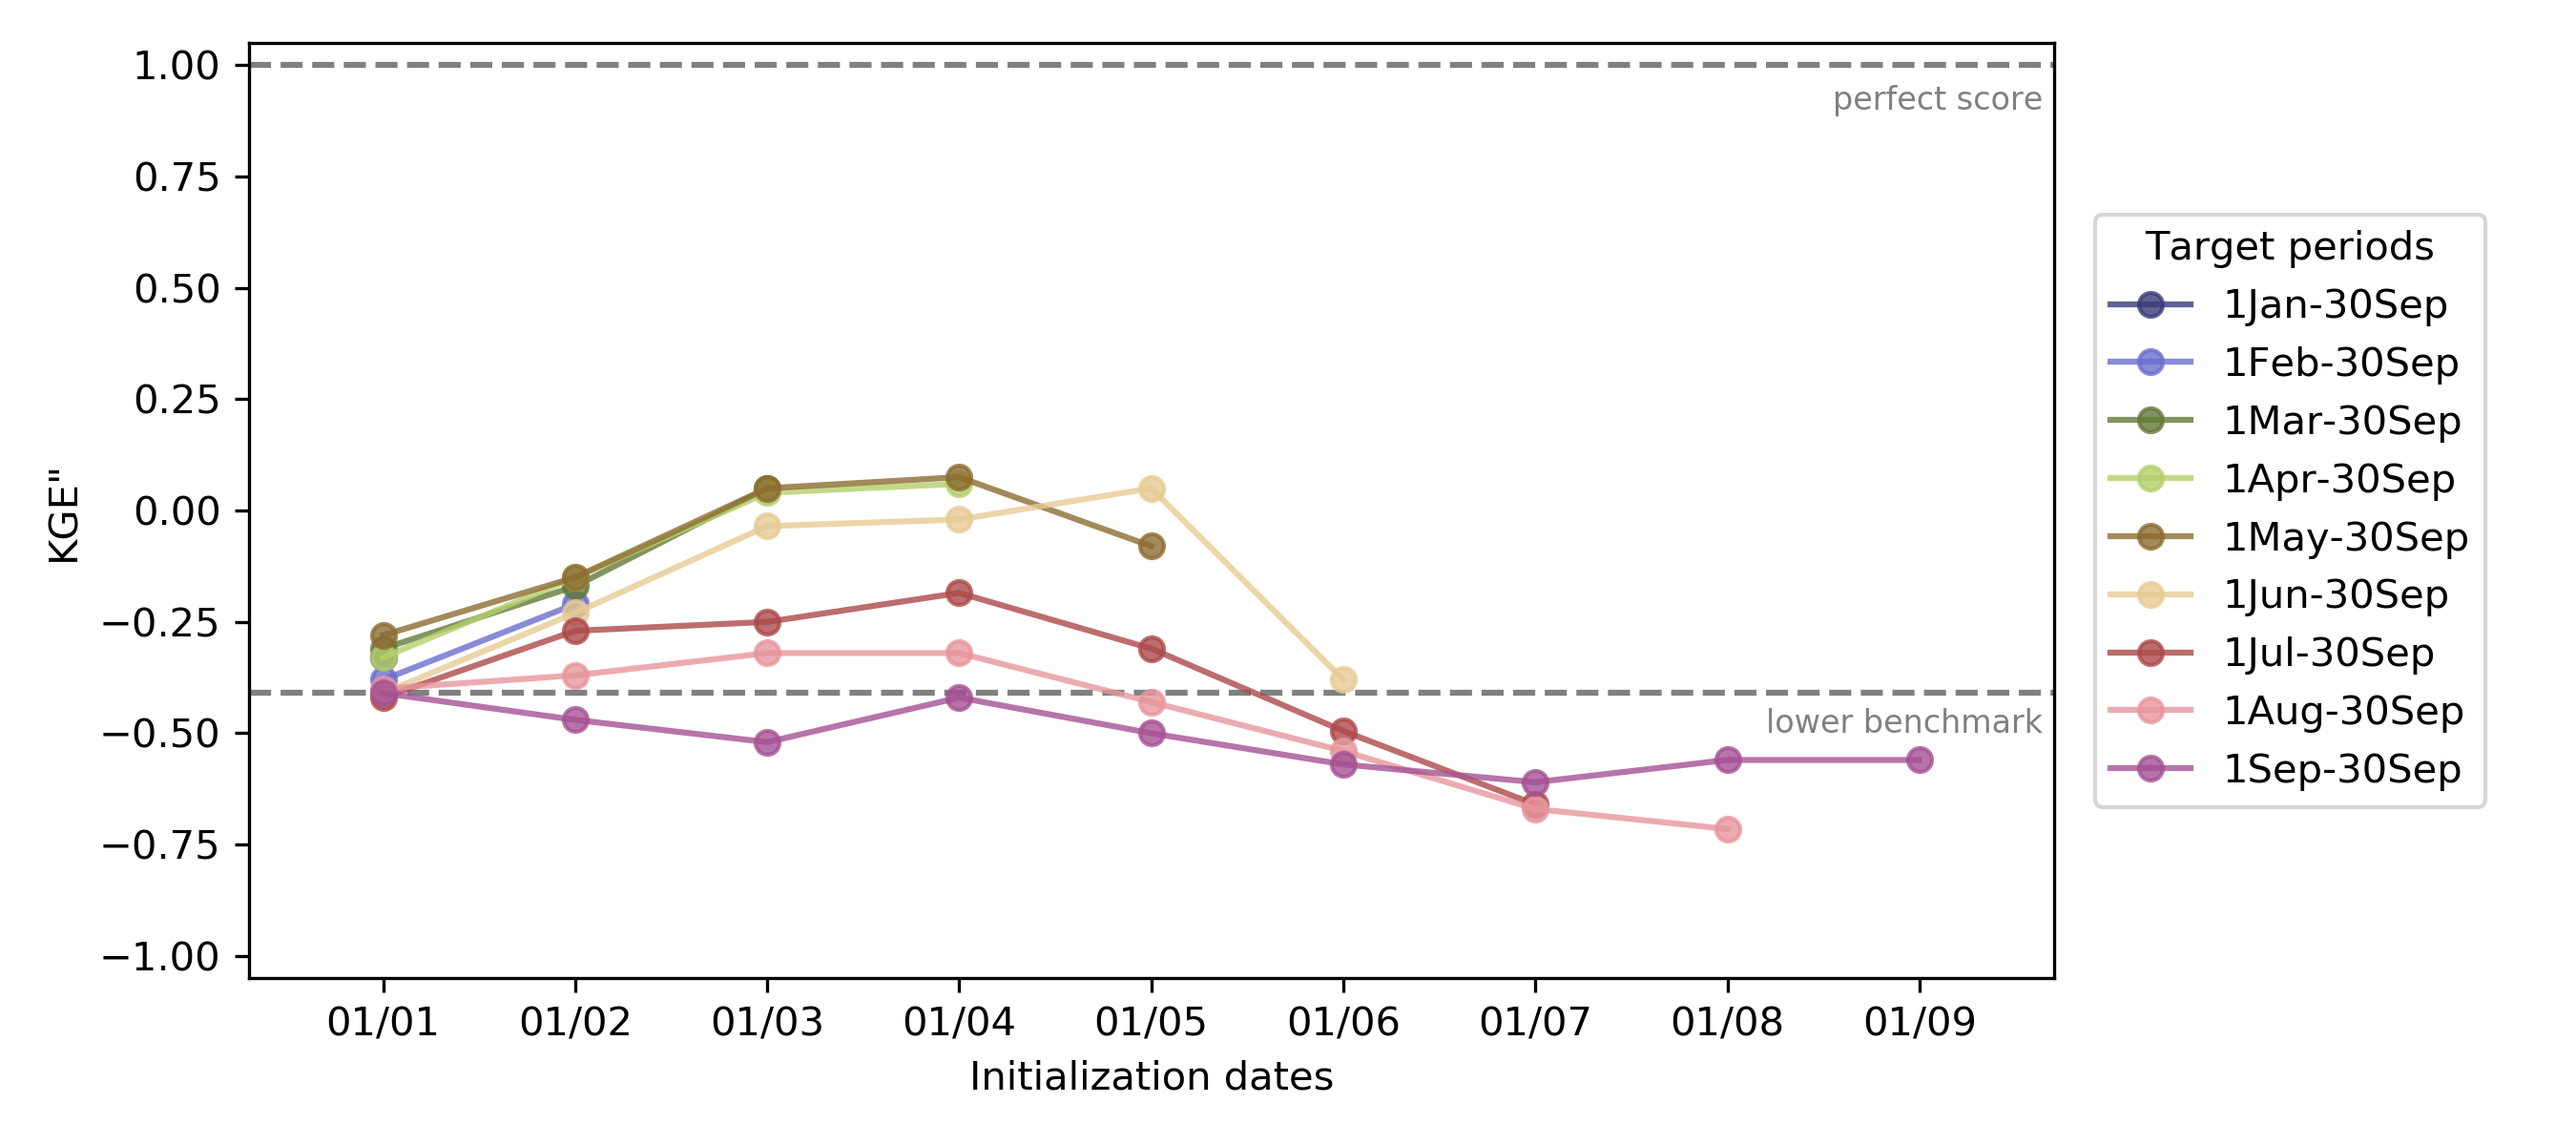 1.00
0.75
0.50
0.25
0.00
−0.25
−0.50
−0.75
−1.00
KGE"
perfect score
lower benchmark
01/01 01/02 01/03 01/04 01/05 01/06 01/07 01/08 01/09
Initialization dates
Target periods
1Jan-30Sep
1Feb-30Sep
1Mar-30Sep
1Apr-30Sep
1May-30Sep
1Jun-30Sep
1Jul-30Sep
1Aug-30Sep
1Sep-30Sep